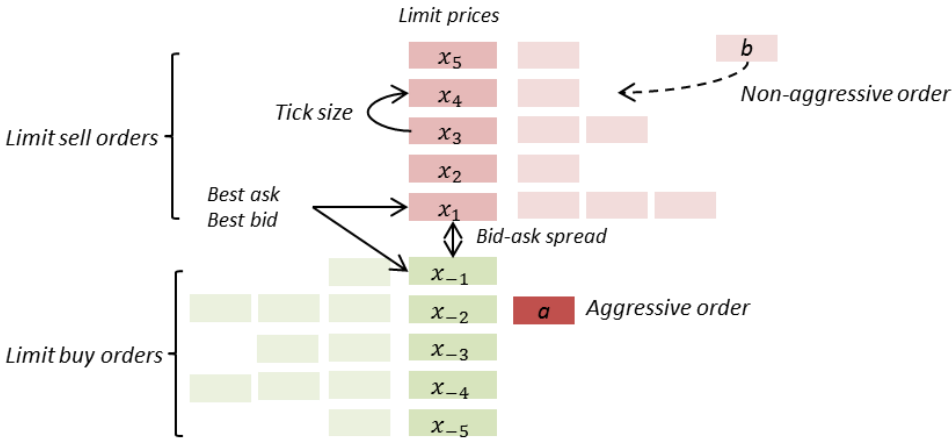 Limit prices
x₅
b
x₄
Non-aggressive order
Tick size
x₃
Limit sell orders
x₂
Best ask
Best bid
x₁
Bid-ask spread
x₋₁
x₋₂
a
Aggressive order
Limit buy orders
x₋₃
x₋₄
x₋₅